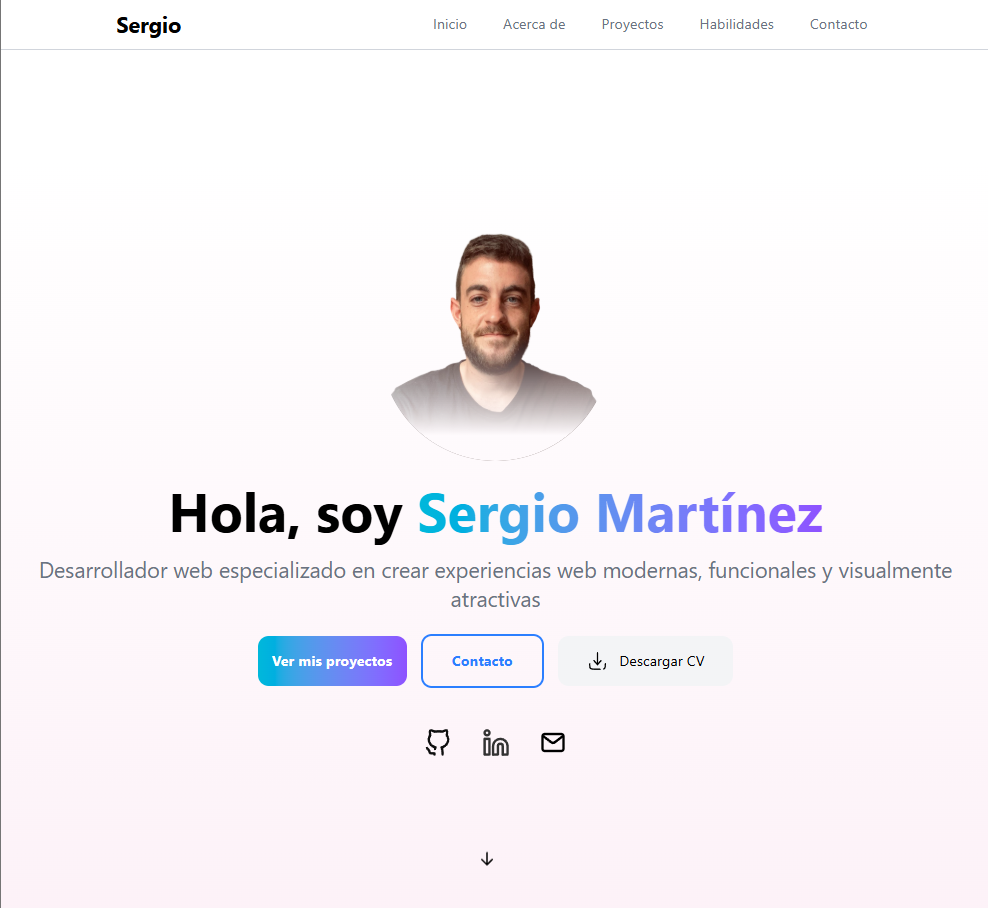 Sergio
Inicio Acerca de Proyectos Habilidades Contacto
Hola, soy Sergio Martínez
Desarrollador web especializado en crear experiencias web modernas, funcionales y visualmente
atractivas
Ver mis proyectos Contacto Descargar CV